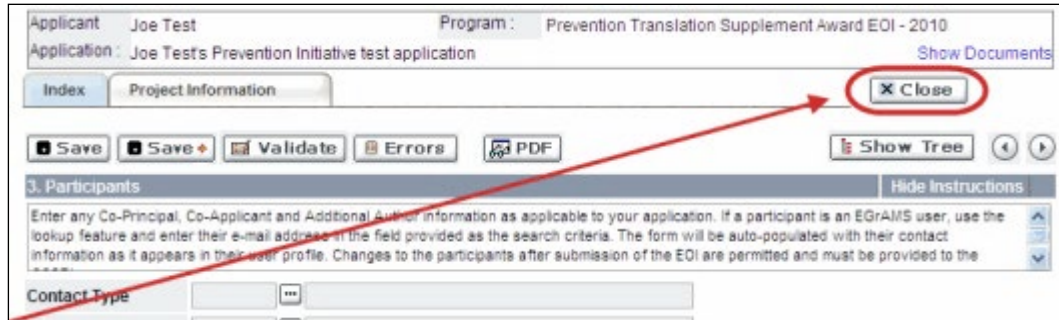 Applicant Joe Test Program : Prevention Translation Supplement Award EOI - 2010
Application : Joe Test's Prevention Initiative test application Show Documents
Index Project Information Close
Save Save Validate Errors PDF Show Tree
3. Participants Hide Instructions
Enter any Co-Principal, Co-Applicant and Additional Author information as applicable to your application. If a participant is an EGrAMS user, use the
lookup feature and enter their e-mail address in the field provided as the search criteria. The form will be auto-populated with their contact
information as it appears in their user profile. Changes to the participants after submission of the EOI are permitted and must be provided to the
Contact Type